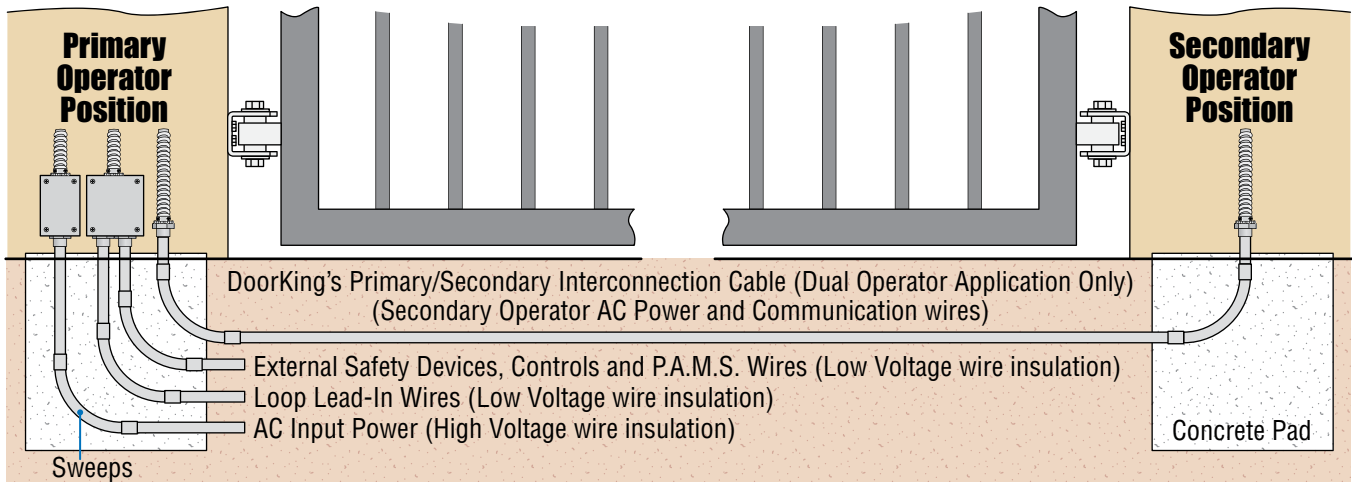 Primary
Operator
Position
Secondary
Operator
Position
DoorKing’s Primary/Secondary Interconnection Cable (Dual Operator Application Only)
(Secondary Operator AC Power and Communication wires)
External Safety Devices, Controls and P.A.M.S. Wires (Low Voltage wire insulation)
Loop Lead-In Wires (Low Voltage wire insulation)
AC Input Power (High Voltage wire insulation)
Concrete Pad
Sweeps